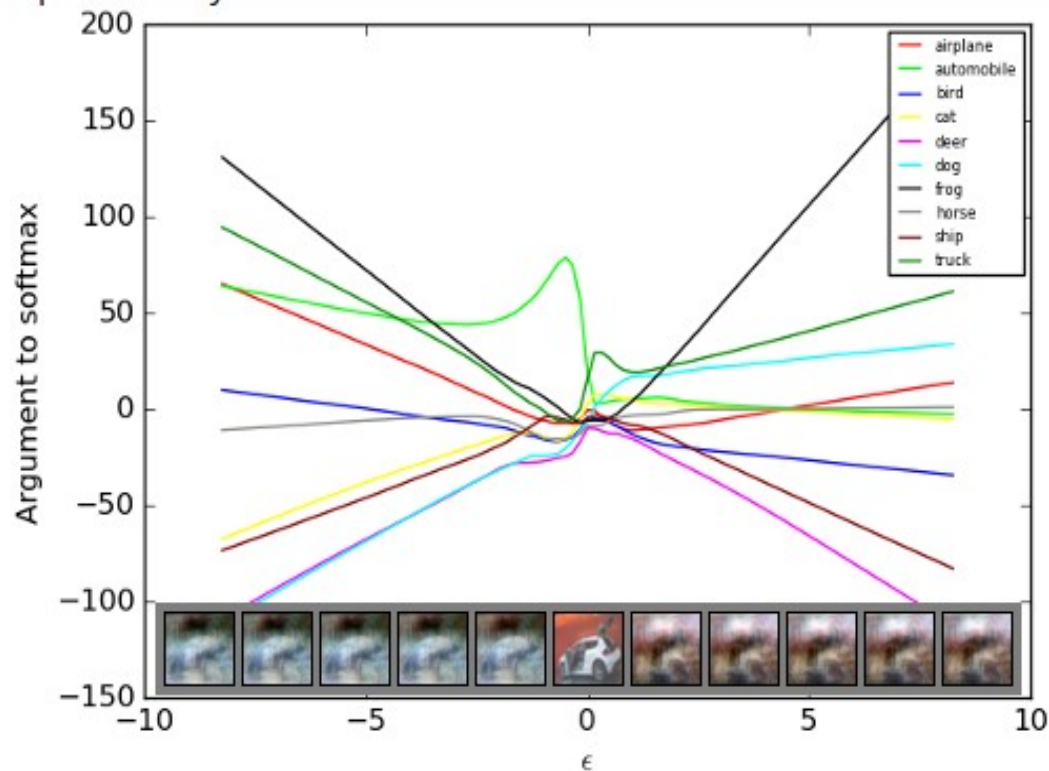 200
150
100
50
0
−50
−100
−150
Argument to softmax
−10
−5
0
5
10
ϵ
airplane
automobile
bird
cat
deer
dog
frog
horse
ship
truck